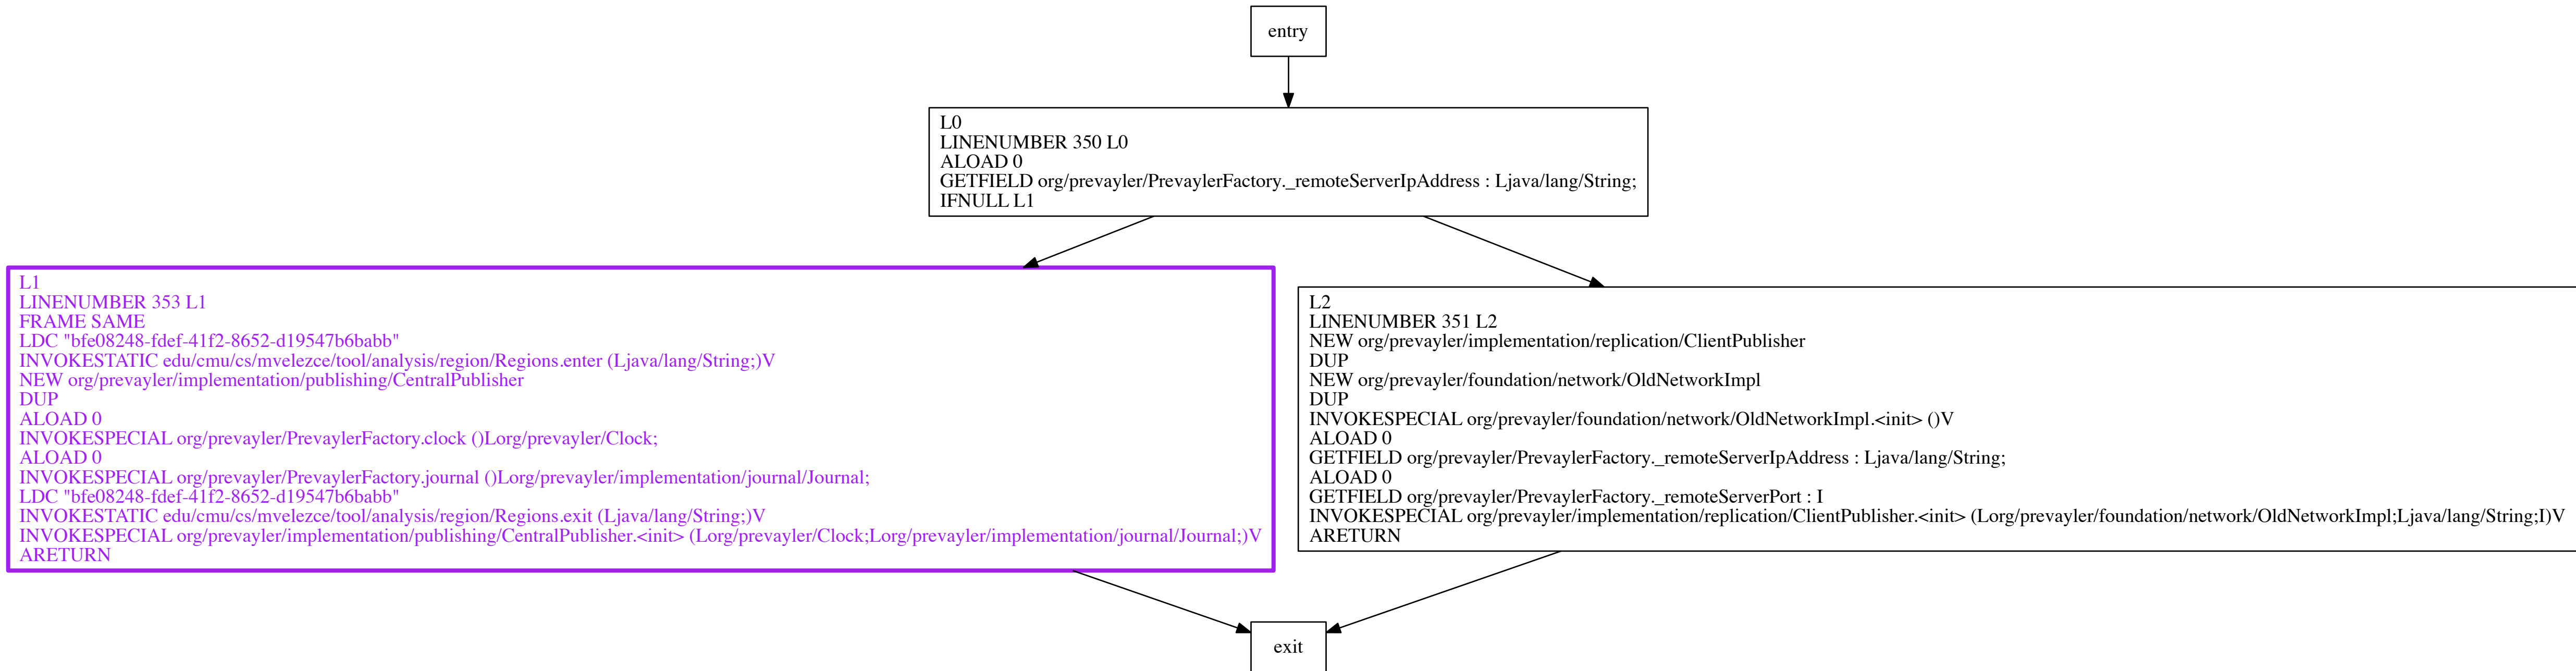 entry
L0
LINENUMBER 350 L0
ALOAD 0
GETFIELD org/prevayler/PrevaylerFactory._remoteServerIpAddress : Ljava/lang/String;
IFNULL L1
L1
LINENUMBER 353 L1
FRAME SAME
LDC "bfe08248-fdef-41f2-8652-d19547b6babb"
INVOKESTATIC edu/cmu/cs/mvelezce/tool/analysis/region/Regions.enter (Ljava/lang/String;)V
NEW org/prevayler/implementation/publishing/CentralPublisher
DUP
ALOAD 0
INVOKESPECIAL org/prevayler/PrevaylerFactory.clock ()Lorg/prevayler/Clock;
ALOAD 0
INVOKESPECIAL org/prevayler/PrevaylerFactory.journal ()Lorg/prevayler/implementation/journal/Journal;
LDC "bfe08248-fdef-41f2-8652-d19547b6babb"
INVOKESTATIC edu/cmu/cs/mvelezce/tool/analysis/region/Regions.exit (Ljava/lang/String;)V
INVOKESPECIAL org/prevayler/implementation/publishing/CentralPublisher.<init> (Lorg/prevayler/Clock;Lorg/prevayler/implementation/journal/Journal;)V
ARETURN
L2
LINENUMBER 351 L2
NEW org/prevayler/implementation/replication/ClientPublisher
DUP
NEW org/prevayler/foundation/network/OldNetworkImpl
DUP
INVOKESPECIAL org/prevayler/foundation/network/OldNetworkImpl.<init> ()V
ALOAD 0
GETFIELD org/prevayler/PrevaylerFactory._remoteServerIpAddress : Ljava/lang/String;
ALOAD 0
GETFIELD org/prevayler/PrevaylerFactory._remoteServerPort : I
INVOKESPECIAL org/prevayler/implementation/replication/ClientPublisher.<init> (Lorg/prevayler/foundation/network/OldNetworkImpl;Ljava/lang/String;I)V
ARETURN
exit